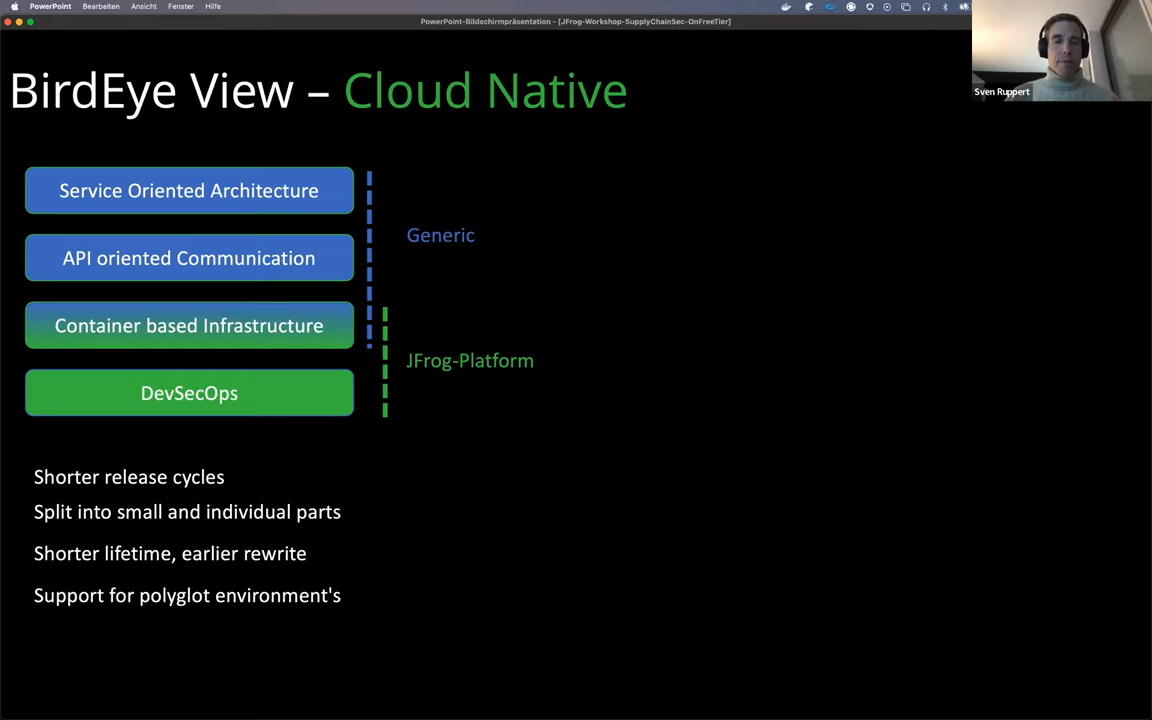 PowerPoint Bearbeiten Ansicht Fenster Hilfe
PowerPoint-Bildschirmpräsentation - [JFrog-Workshop-SupplyChainSec-OnFreeTier]
Sven Ruppert
BirdEye View – Cloud Native
Service Oriented Architecture
Generic
API oriented Communication
Container based Infrastructure
JFrog-Platform
DevSecOps
Shorter release cycles
Split into small and individual parts
Shorter lifetime, earlier rewrite
Support for polyglot environment's